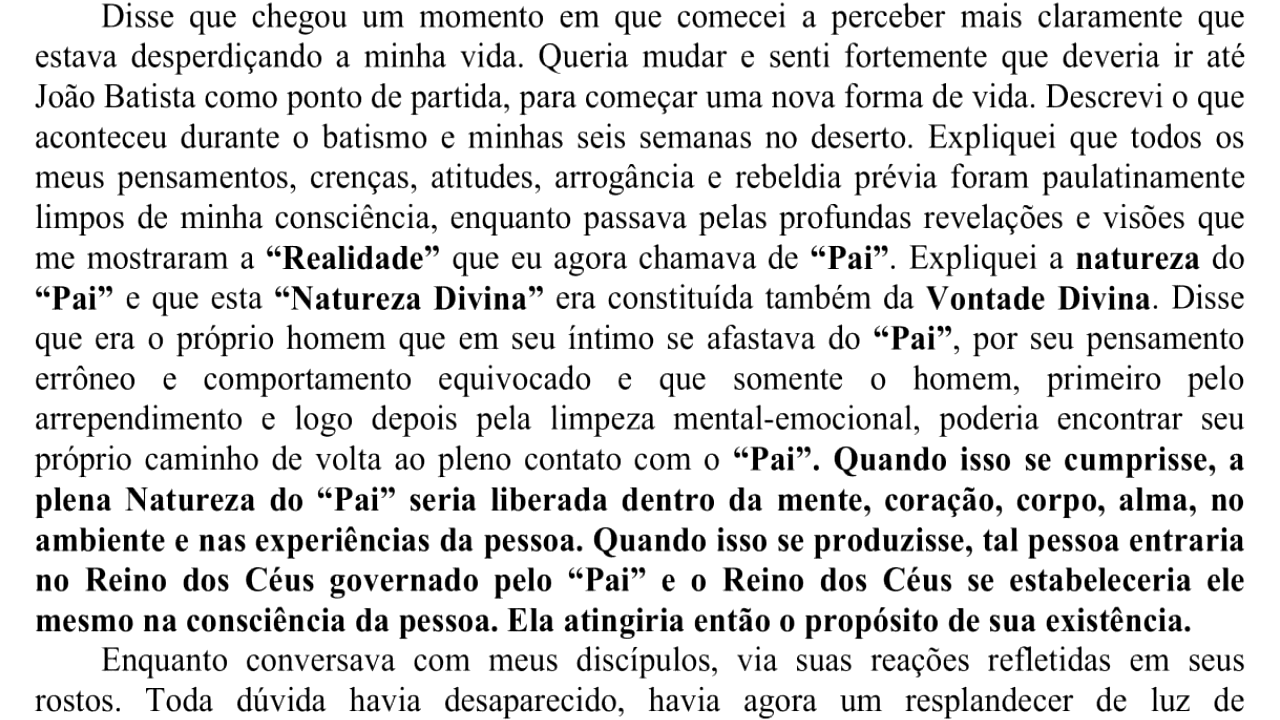 Disse que chegou um momento em que comecei a perceber mais claramente que
estava desperdiçando a minha vida. Queria mudar e senti fortemente que deveria ir até
João Batista como ponto de partida, para começar uma nova forma de vida. Descrevi o que
aconteceu durante o batismo e minhas seis semanas no deserto. Expliquei que todos os
meus pensamentos, crenças, atitudes, arrogância e rebeldia prévia foram paulatinamente
limpos de minha consciência, enquanto passava pelas profundas revelações e visões que
me mostraram a “Realidade” que eu agora chamava de “Pai”. Expliquei a natureza do
“Pai” e que esta “Natureza Divina” era constituída também da Vontade Divina. Disse
que era o próprio homem que em seu íntimo se afastava do “Pai”, por seu pensamento
errôneo e comportamento equivocado e que somente o homem, primeiro pelo
arrependimento e logo depois pela limpeza mental-emocional, poderia encontrar seu
próprio caminho de volta ao pleno contato com o “Pai”. Quando isso se cumprisse, a
plena Natureza do “Pai” seria liberada dentro da mente, coração, corpo, alma, no
ambiente e nas experiências da pessoa. Quando isso se produzisse, tal pessoa entraria
no Reino dos Céus governado pelo “Pai” e o Reino dos Céus se estabeleceria ele
mesmo na consciência da pessoa. Ela atingiria então o propósito de sua existência.
Enquanto conversava com meus discípulos, via suas reações refletidas em seus
rostos. Toda dúvida havia desaparecido, havia agora um resplandecer de luz de